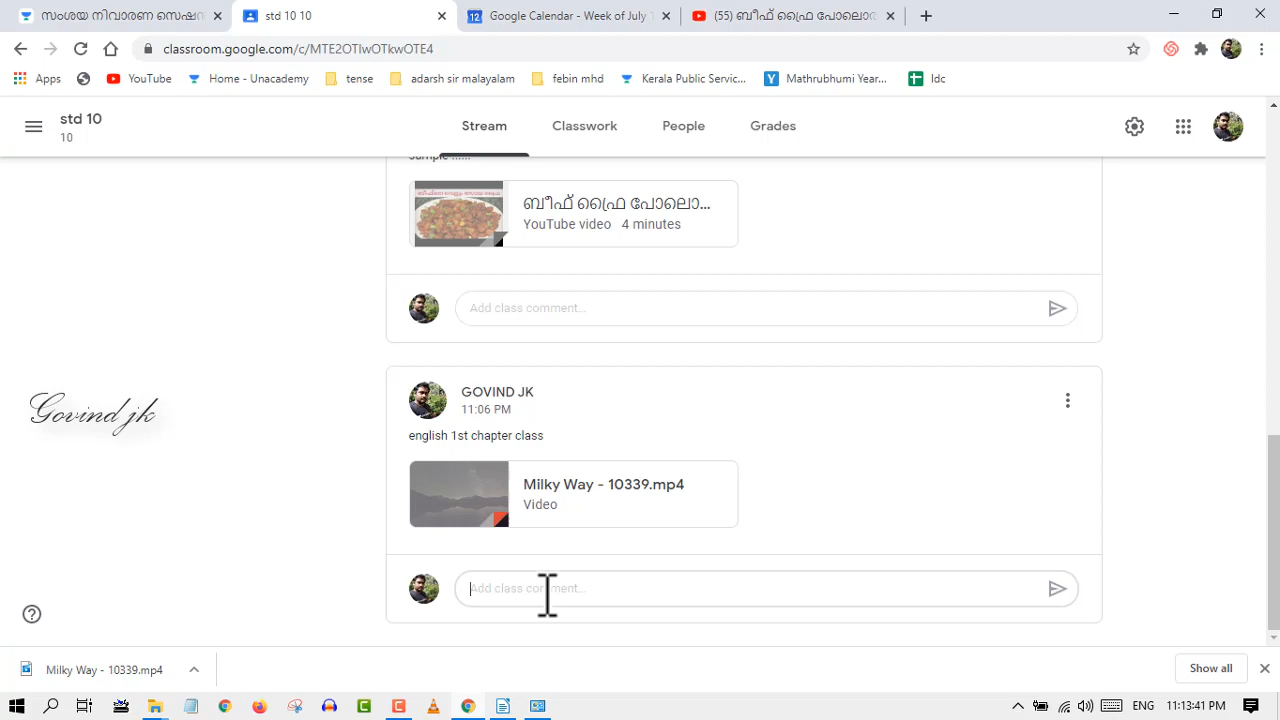 സംശയ നിവാരണ സെഷ
std 10 10
Google Calendar - Week of July 1
(55) ബീഫ് ഫ്രൈ പോലൊ
classroom.google.com/c/MTE2OTIwOTkwOTE4
Apps
YouTube
Home - Unacademy
tense
adarsh sir malayalam
febin mhd
Kerala Public Servic...
Mathrubhumi Year...
ldc
std 10
10
Stream
Classwork
People
Grades
Sample ......
ബീഫ് ഫ്രൈ പോലൊ...
YouTube video 4 minutes
Add class comment...
Govind jk
GOVIND JK
11:06 PM
english 1st chapter class
Milky Way - 10339.mp4
Video
Add class comment...
Milky Way - 10339.mp4
Show all
ENG
11:13:41 PM